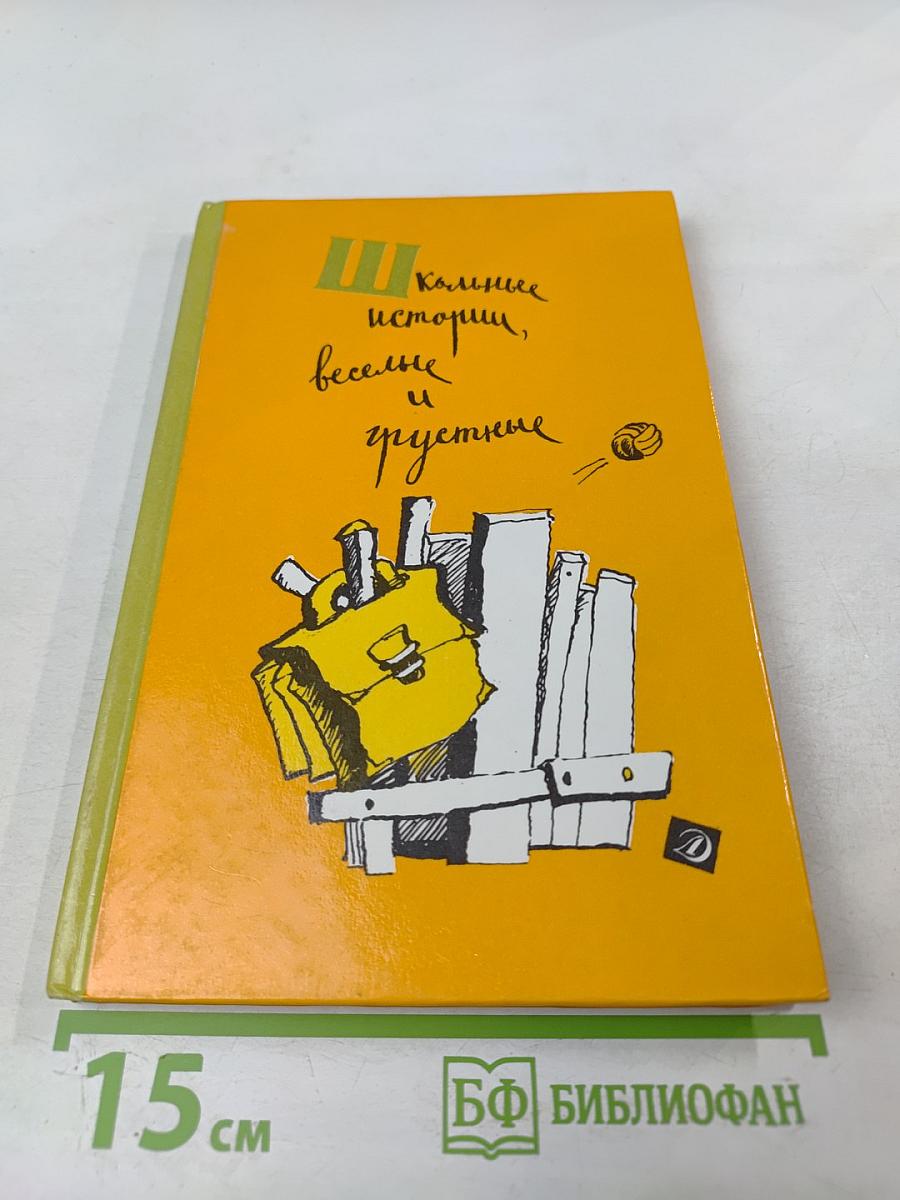 Школьные
истории,
веселые
и
грустные
Д
15 см
БФ БИБЛИОФАН